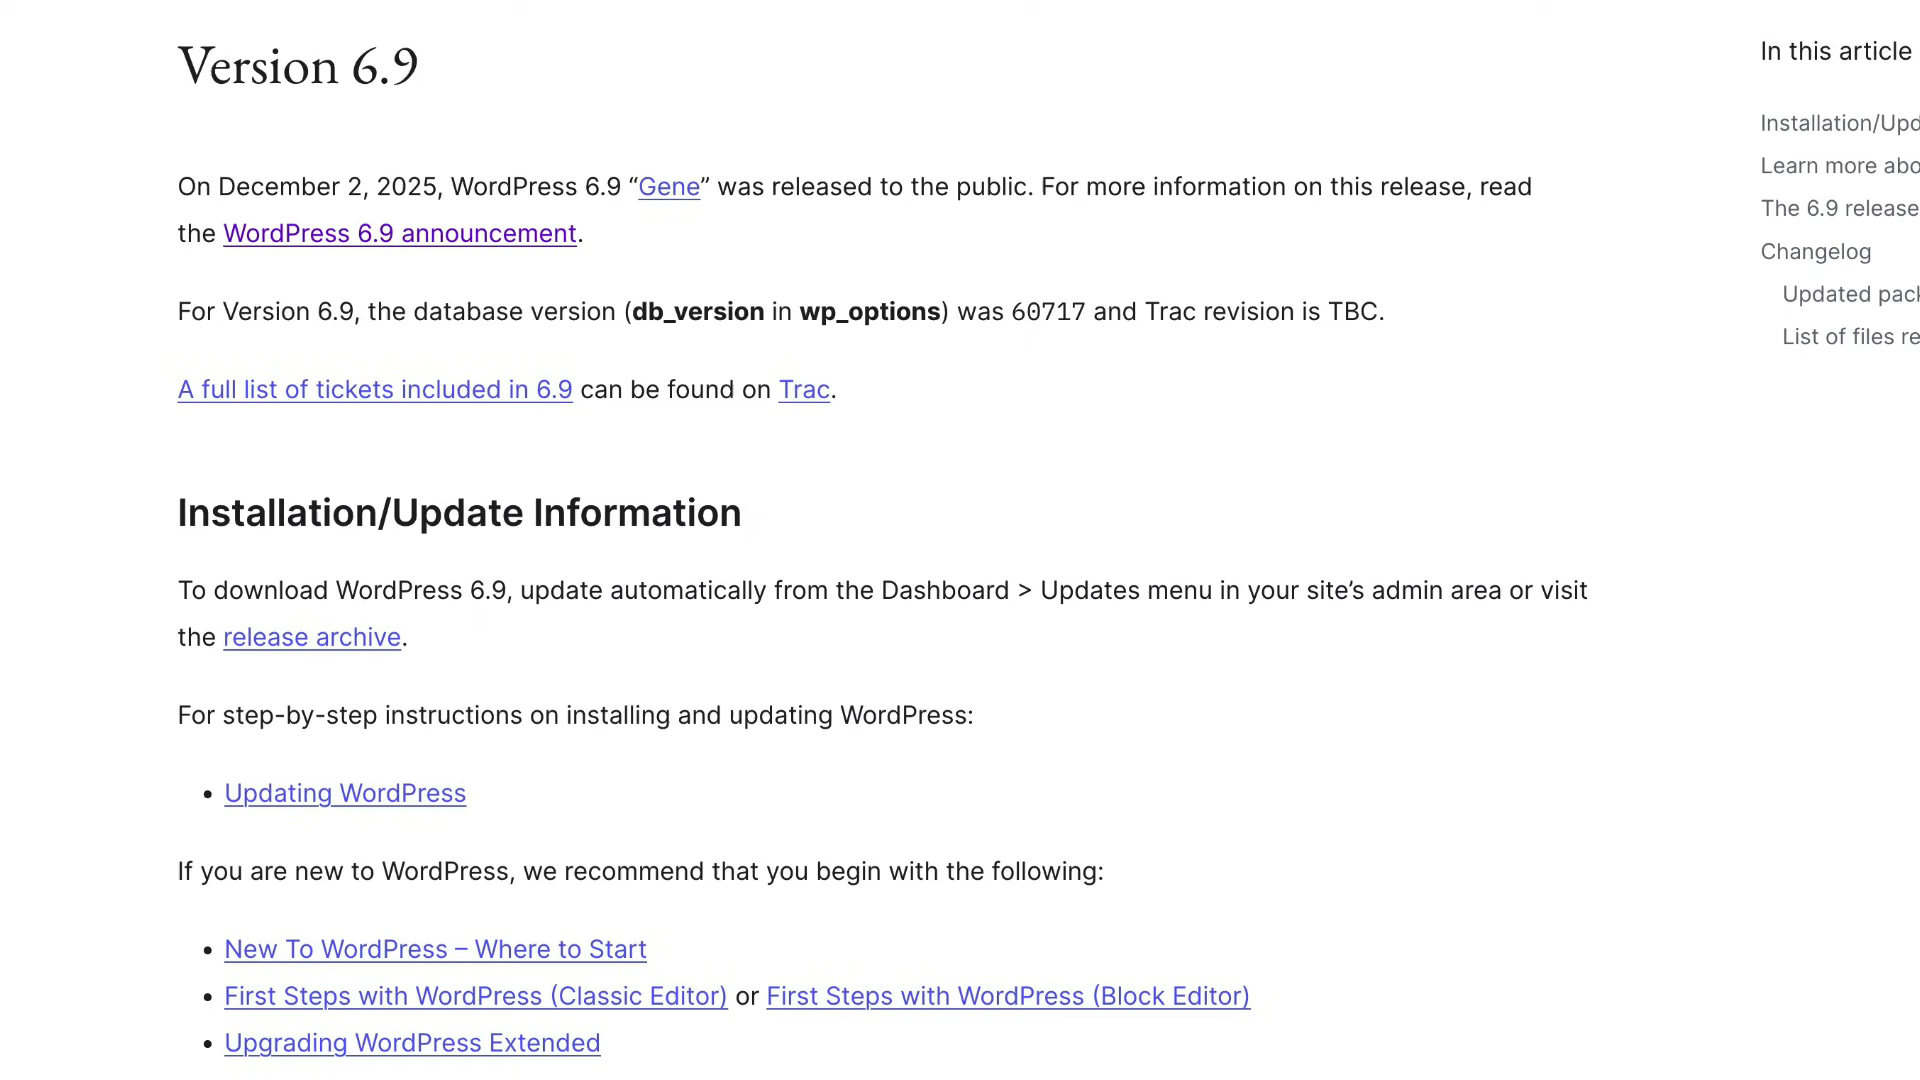 Version 6.9
On December 2, 2025, WordPress 6.9 “Gene” was released to the public. For more information on this release, read
the WordPress 6.9 announcement.
For Version 6.9, the database version (db_version in wp_options) was 60717 and Trac revision is TBC.
A full list of tickets included in 6.9 can be found on Trac.
Installation/Update Information
To download WordPress 6.9, update automatically from the Dashboard > Updates menu in your site’s admin area or visit
the release archive.
For step-by-step instructions on installing and updating WordPress:
• Updating WordPress
If you are new to WordPress, we recommend that you begin with the following:
• New To WordPress – Where to Start
• First Steps with WordPress (Classic Editor) or First Steps with WordPress (Block Editor)
• Upgrading WordPress Extended
In this article
Installation/Upd
Learn more abo
The 6.9 release
Changelog
Updated pack
List of files re